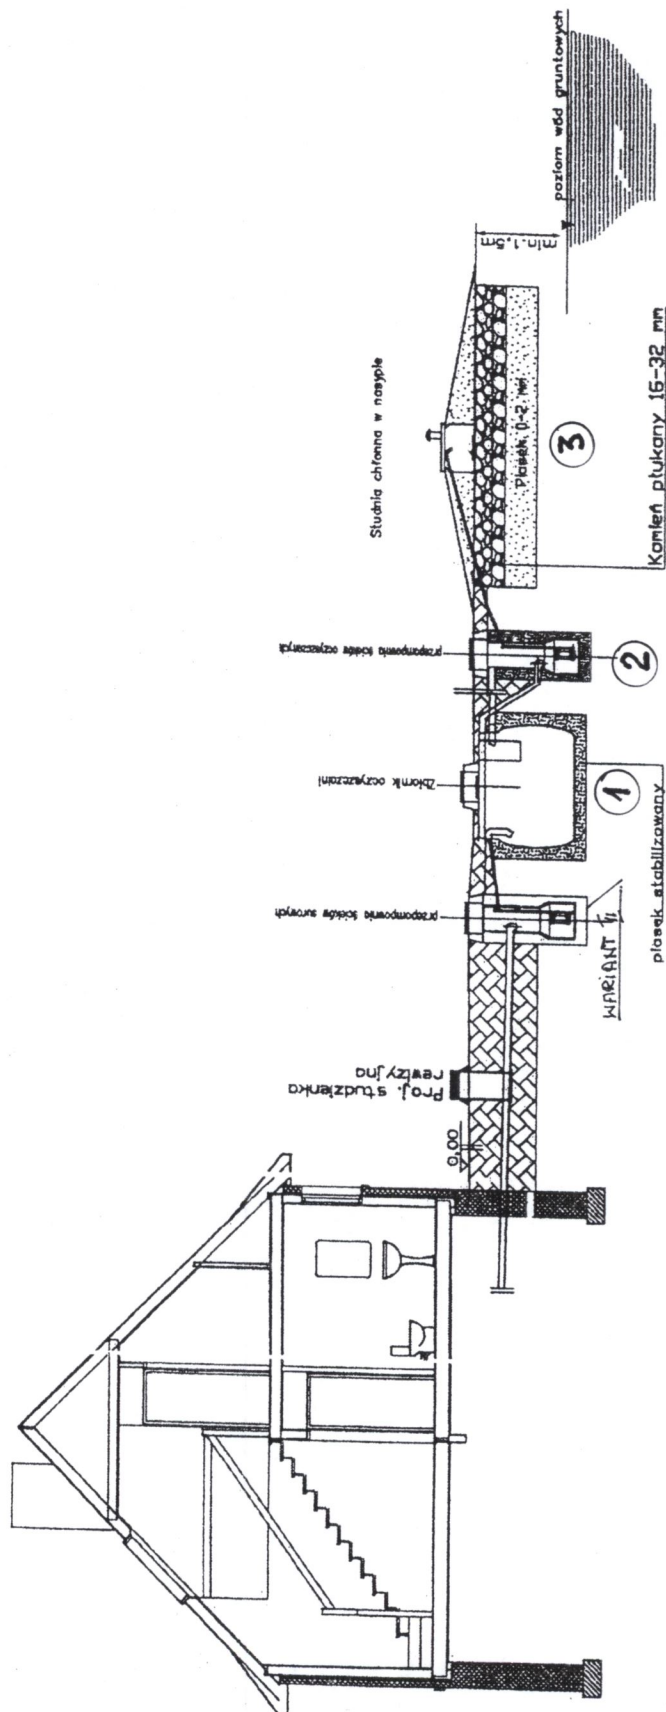 Proj. studzienka
rewizyjna
0,00
przepompownia ścieków surowych
WARIANT II
Zbiornik oczyszczalni
1
piasek stabilizowany
przepompownia ścieków oczyszczonych
2
Studnia chłonna w nasypie
Piasek 0-2 mm
3
Kamień płukany 16-32 mm
min.1,5m
poziom wód gruntowych